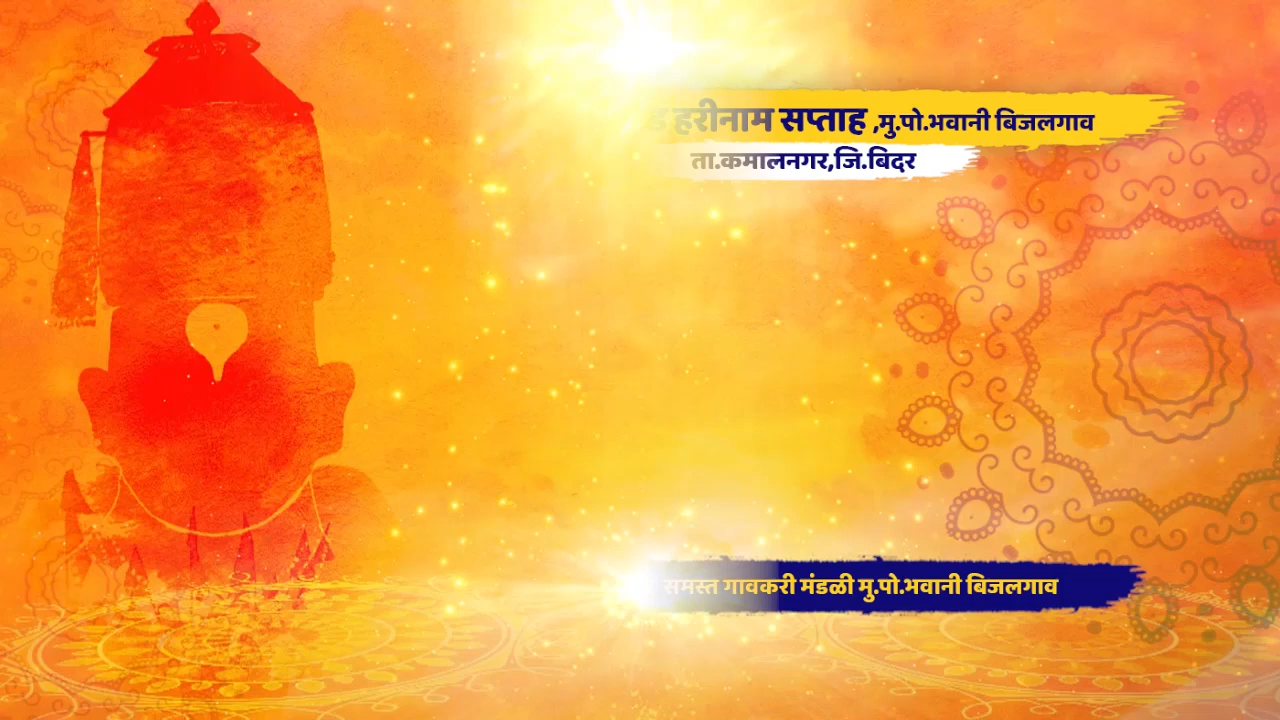 हरीनाम सप्ताह ,मु.पो.भवानी बिजलगाव
ता.कमालनगर,जि.बिदर
समस्त गावकरी मंडळी मु.पो.भवानी बिजलगाव